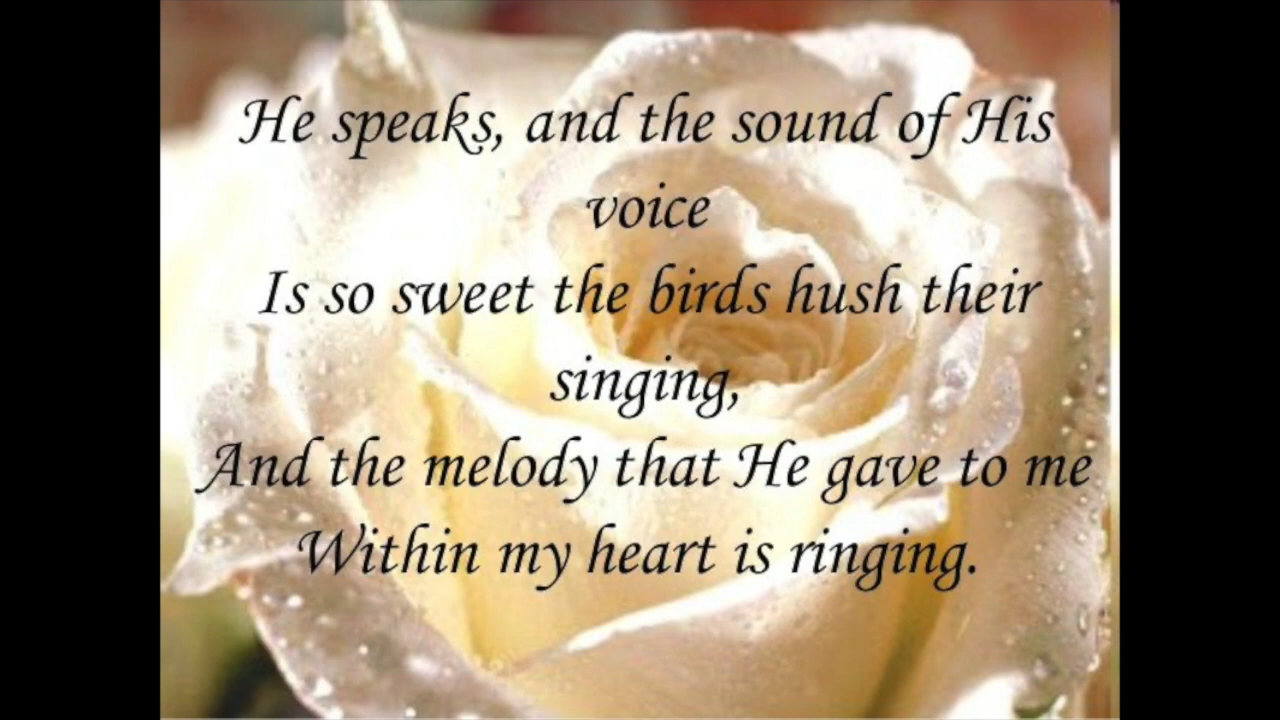 He speaks, and the sound of His
voice
Is so sweet the birds hush their
singing,
And the melody that He gave to me
Within my heart is ringing.